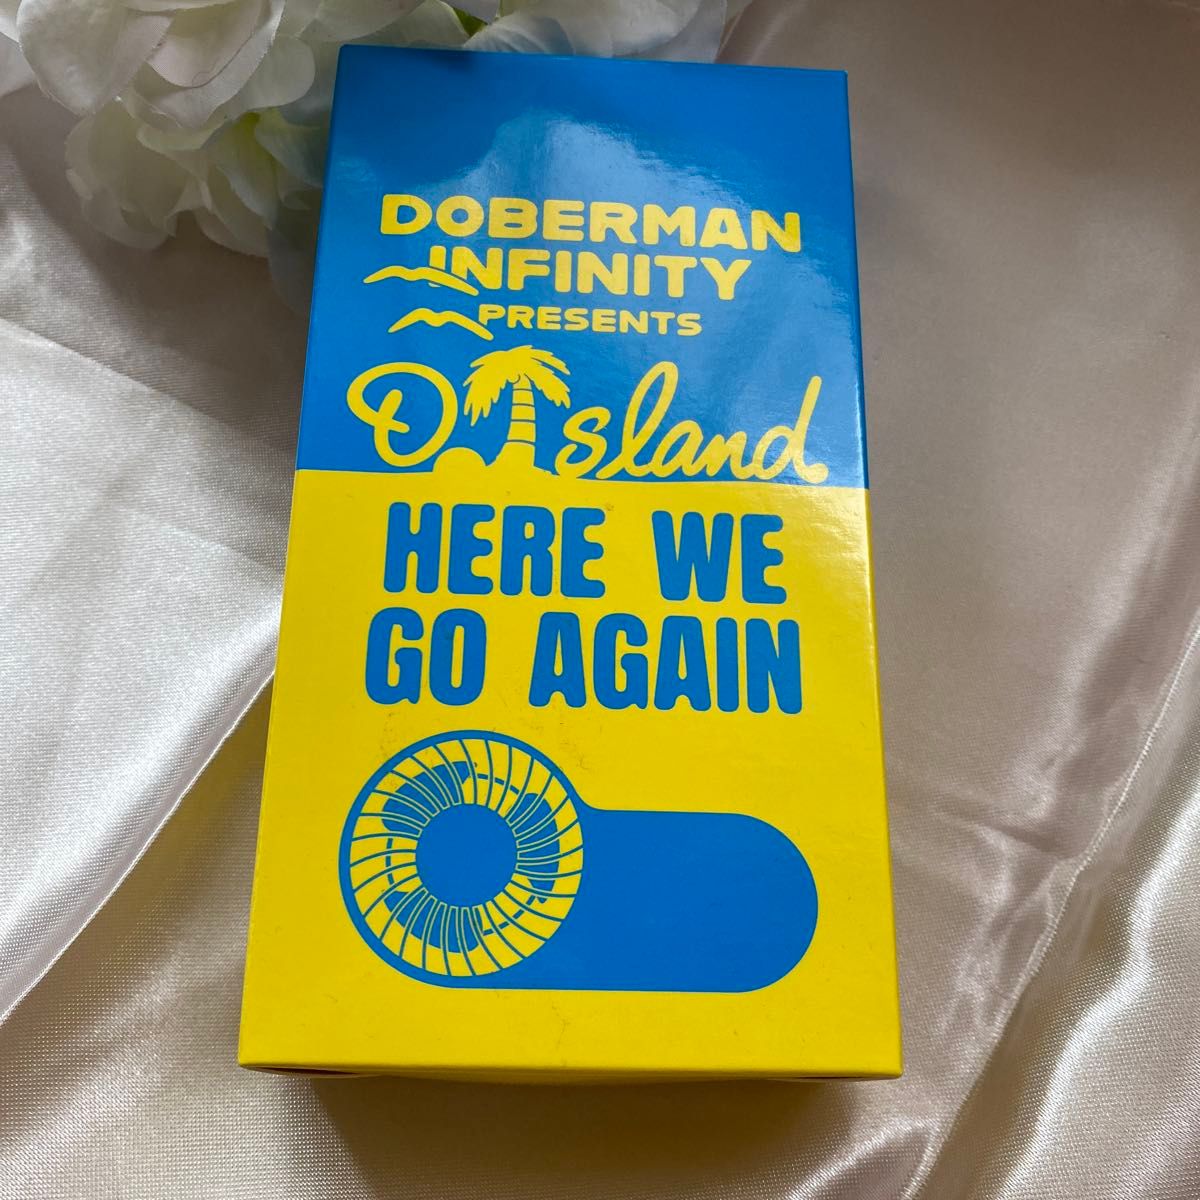 DOBERMAN
INFINITY
PRESENTS
D Island
HERE WE
GO AGAIN